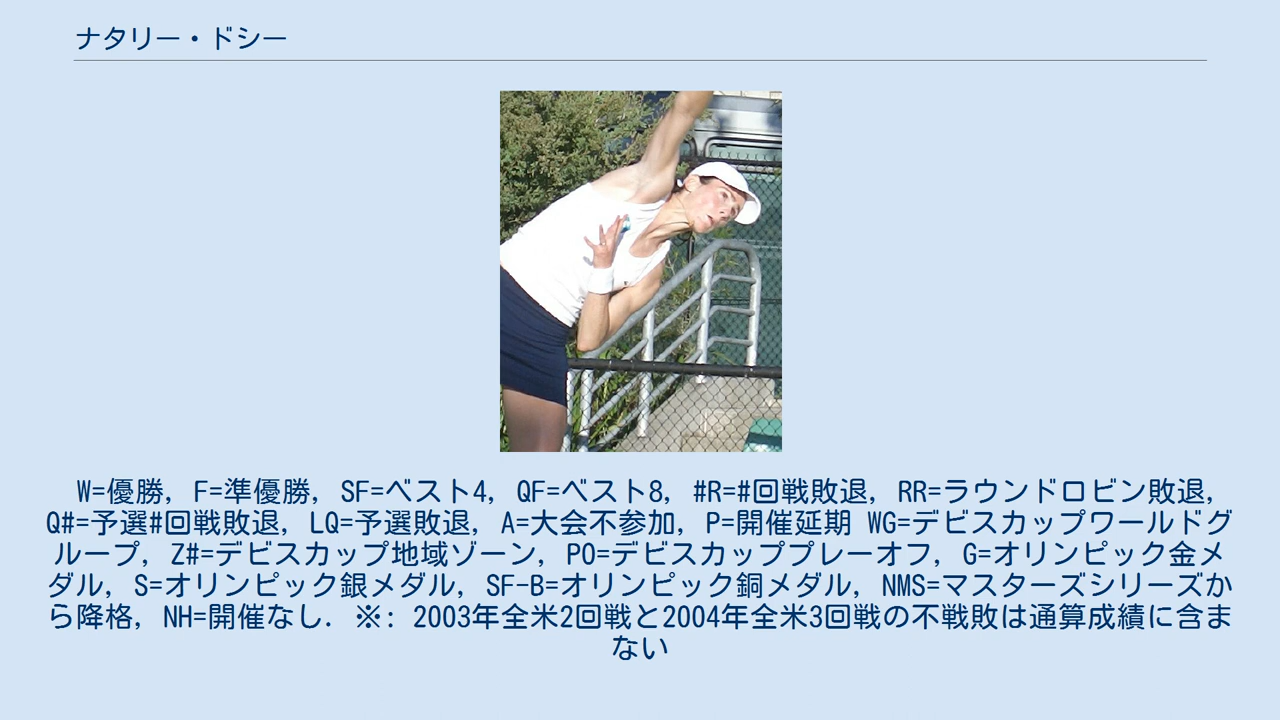 ナタリー・ドシー
W=優勝, F=準優勝, SF=ベスト4, QF=ベスト8, #R=#回戦敗退, RR=ラウンドロビン敗退,
Q#=予選#回戦敗退, LQ=予選敗退, A=大会不参加, P=開催延期 WG=デビスカップワールドグ
ループ, Z#=デビスカップ地域ゾーン, PO=デビスカッププレーオフ, G=オリンピック金メ
ダル, S=オリンピック銀メダル, SF-B=オリンピック銅メダル, NMS=マスターズシリーズか
ら降格, NH=開催なし. ※: 2003年全米2回戦と2004年全米3回戦の不戦敗は通算成績に含ま
ない